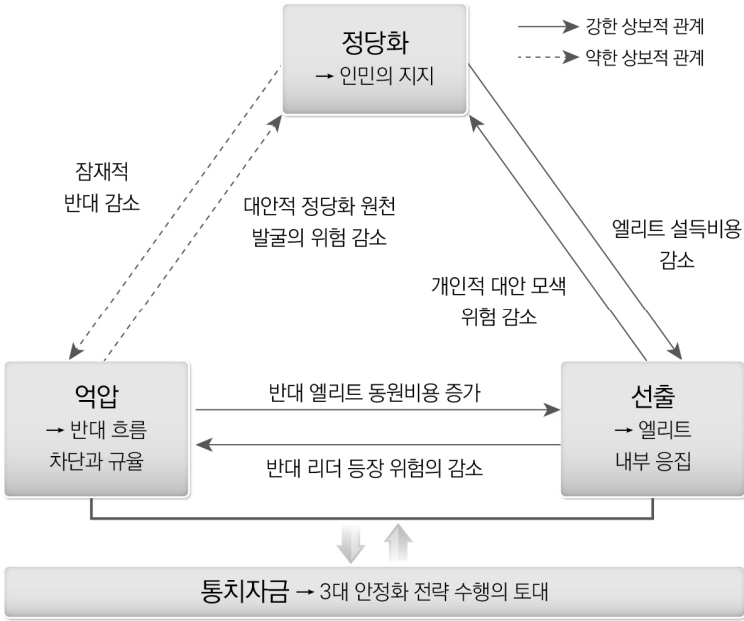 정당화
→ 인민의 지지
강한 상보적 관계
약한 상보적 관계
잠재적
반대 감소
대안적 정당화 원천
발굴의 위험 감소
엘리트 설득비용
감소
개인적 대안 모색
위험 감소
억압
→ 반대 흐름
차단과 규율
반대 엘리트 동원비용 증가
반대 리더 등장 위험의 감소
선출
→ 엘리트
내부 응집
통치자금 → 3대 안정화 전략 수행의 토대